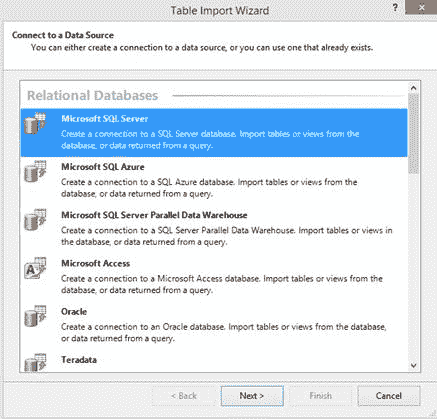 Table Import Wizard
?
×
Connect to a Data Source
You can either create a connection to a data source, or you can use one that already exists.
Relational Databases
Microsoft SQL Server
Create a connection to a SQL Server database. Import tables or views from the
database, or data returned from a query.
Microsoft SQL Azure
Create a connection to a SQL Azure database. Import tables or views from the
database, or data returned from a query.
Microsoft SQL Server Parallel Data Warehouse
Create a connection to a SQL Server Parallel Data Warehouse. Import tables or views in
the database, or data returned from a query.
Microsoft Access
Create a connection to a Microsoft Access database. Import tables or views from the
database, or data returned from a query.
Oracle
Create a connection to an Oracle database. Import tables or views from the database,
or data returned from a query.
Teradata
< Back
Next >
Finish
Cancel